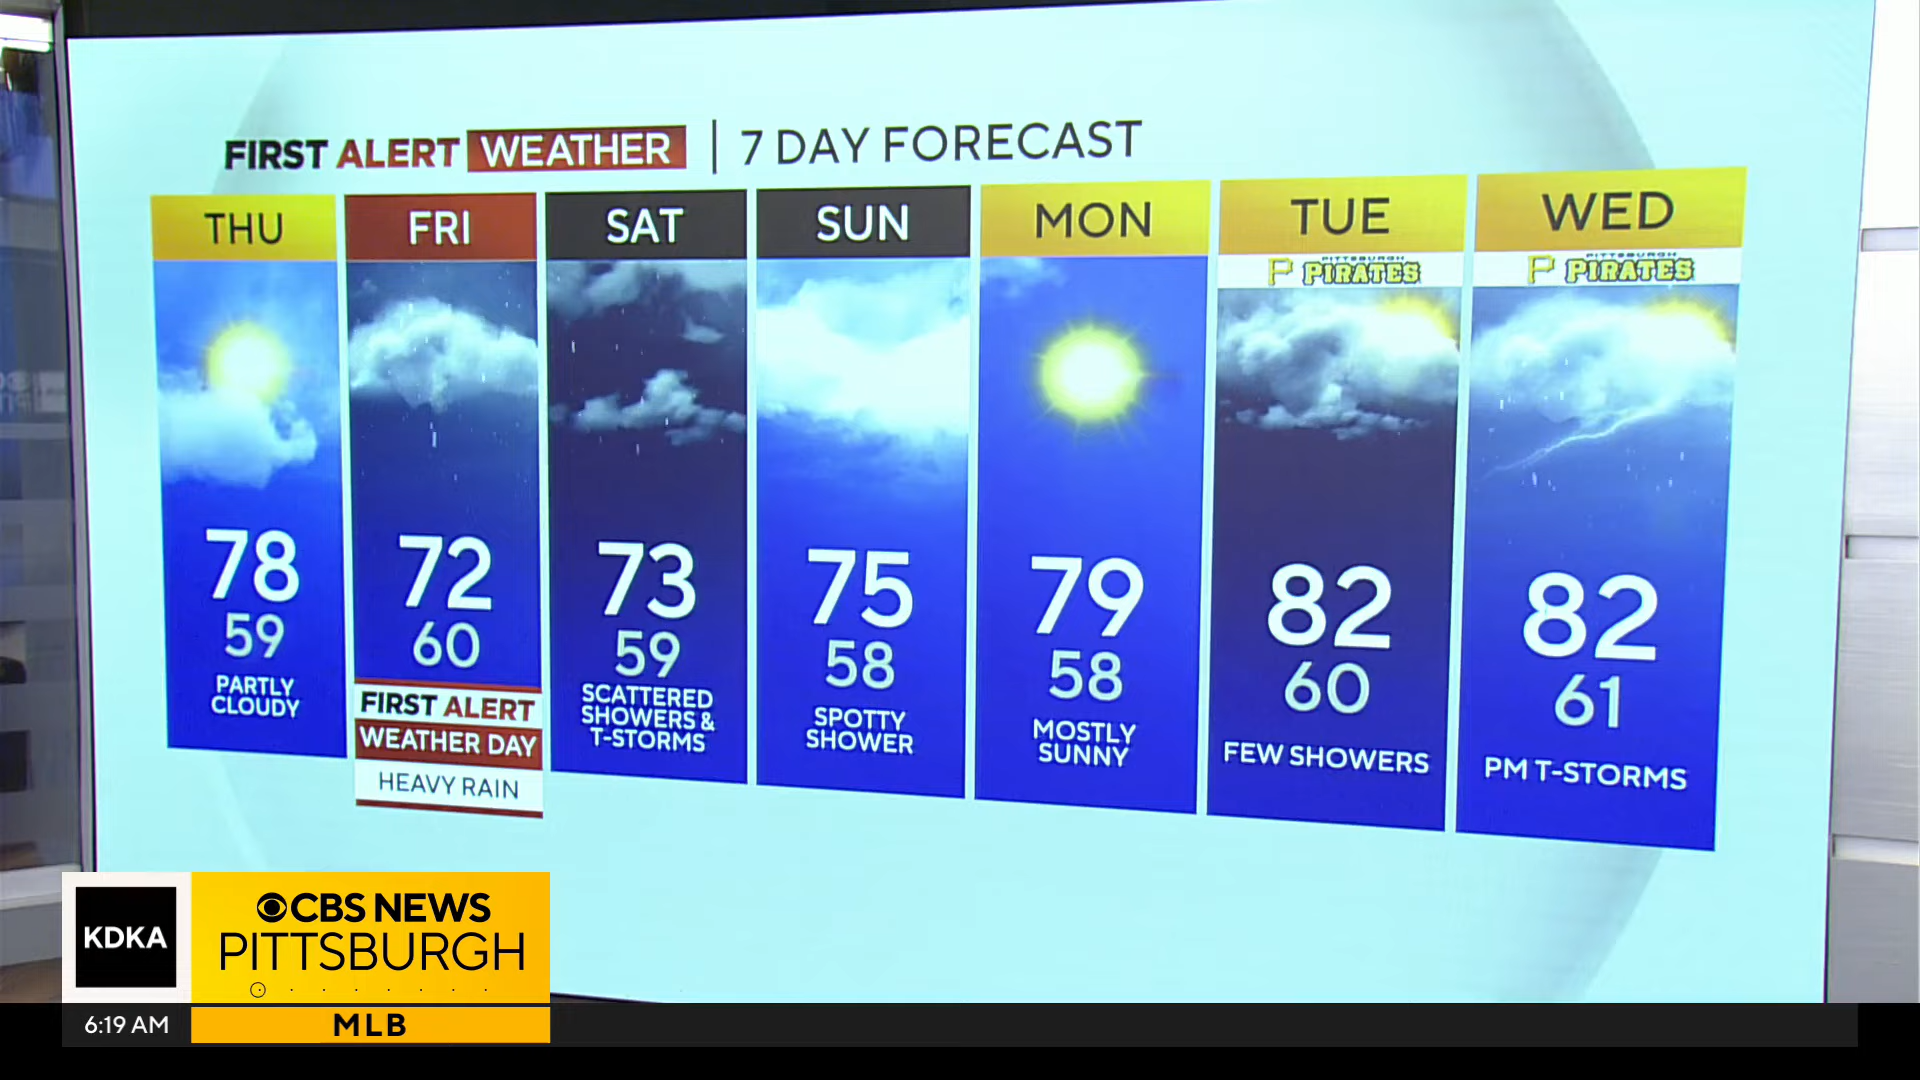 FIRST ALERT WEATHER | 7 DAY FORECAST
THU
78
59
PARTLY
CLOUDY
FRI
72
60
FIRST ALERT
WEATHER DAY
HEAVY RAIN
SAT
73
59
SCATTERED
SHOWERS &
T-STORMS
SUN
75
58
SPOTTY
SHOWER
MON
79
58
MOSTLY
SUNNY
TUE
PITTSBURGH
P PIRATES
82
60
FEW SHOWERS
WED
PITTSBURGH
P PIRATES
82
61
PM T-STORMS
KDKA
CBS NEWS
PITTSBURGH
6:19 AM
MLB